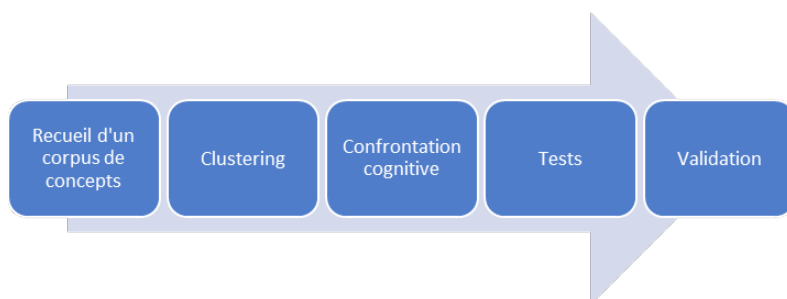 Recueil d'un
corpus de
concepts
Clustering
Confrontation
cognitive
Tests
Validation